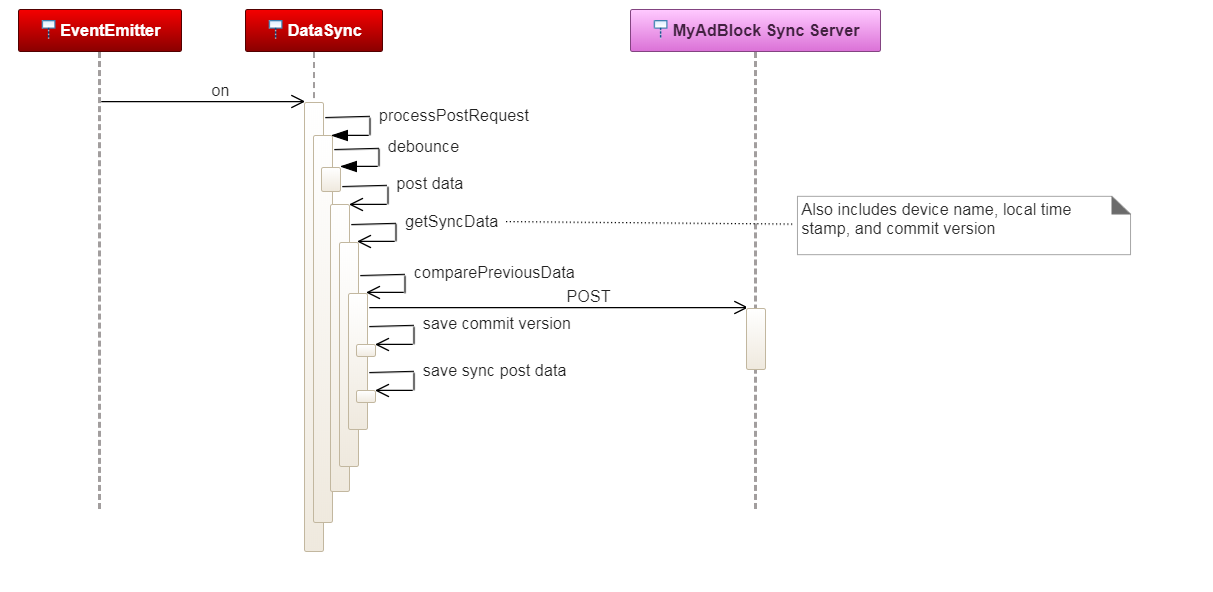 EventEmitter
DataSync
MyAdBlock Sync Server
on
processPostRequest
debounce
post data
Also includes device name, local time
stamp, and commit version
getSyncData
comparePreviousData
POST
save commit version
save sync post data